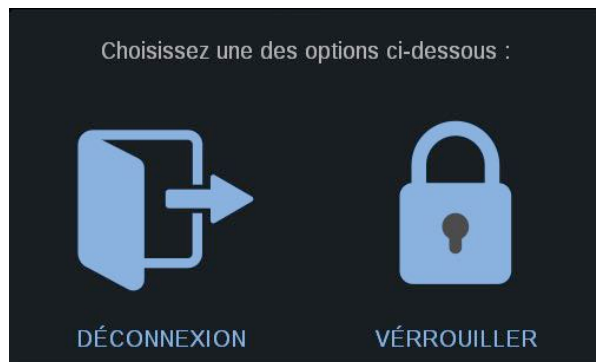 Choisissez une des options ci-dessous :
DÉCONNEXION
VÉRROUILLER